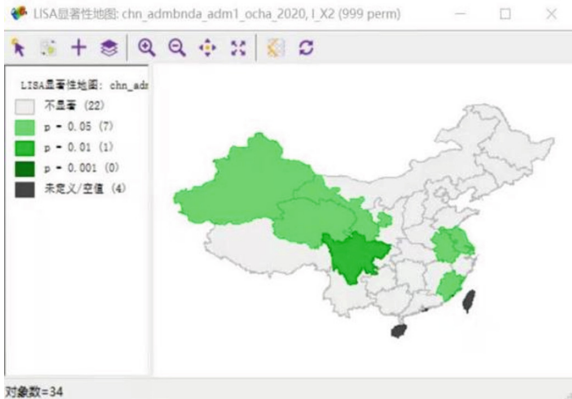 LISA显著性地图: chn_admbnda_adm1_ocha_2020, I_X2 (999 perm)
LISA显著性地图: chn_adm
不显著 (22)
p = 0.05 (7)
p = 0.01 (1)
p = 0.001 (0)
未定义/空值 (4)
对象数=34